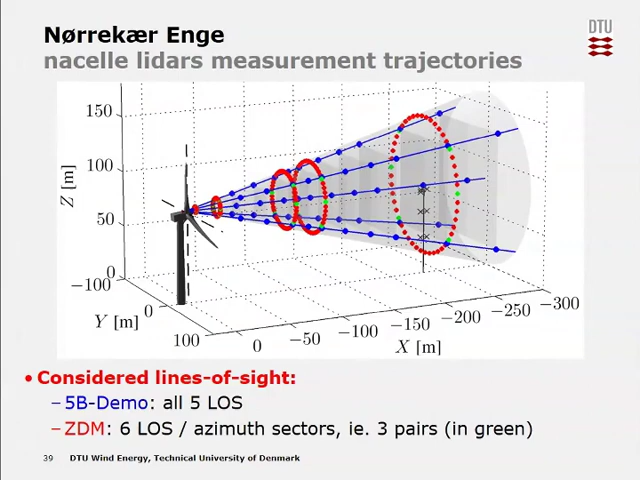 Nørrekær Enge
DTU
nacelle lidars measurement trajectories
150
100
50
0
Z [m]
−100
0
100
Y [m]
0
−50
−100
−150
−200
−250
−300
X [m]
• Considered lines-of-sight:
–5B-Demo: all 5 LOS
–ZDM: 6 LOS / azimuth sectors, ie. 3 pairs (in green)
39 DTU Wind Energy, Technical University of Denmark